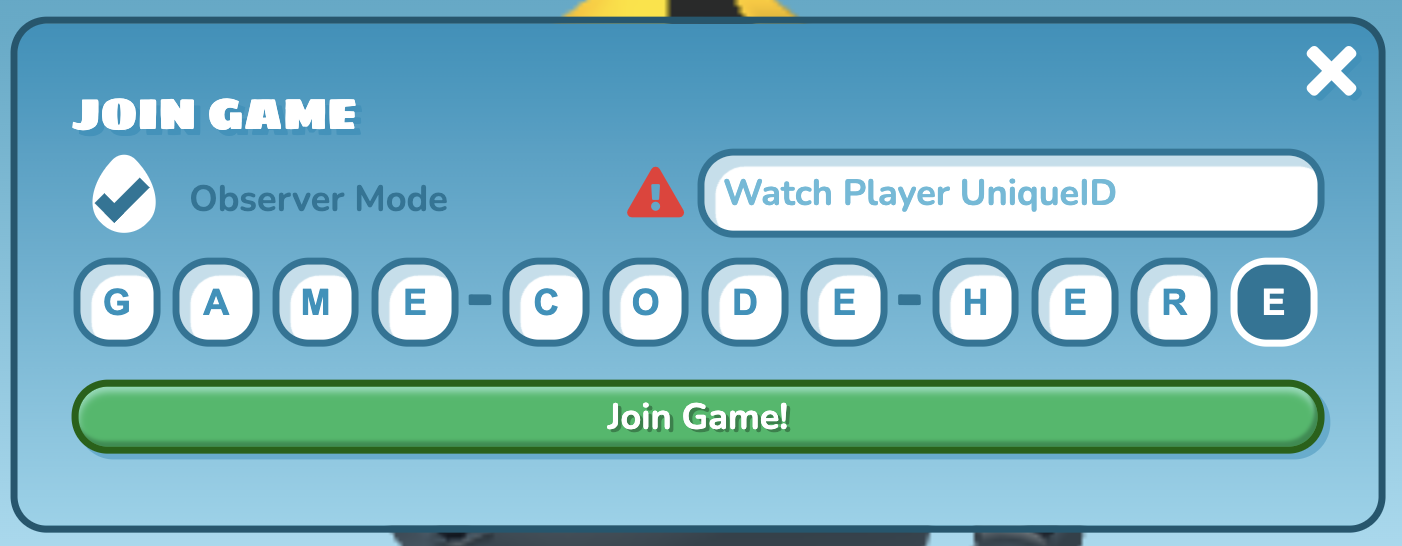 JOIN GAME
Observer Mode
Watch Player UniqueID
GAME-CODE-HERE
Join Game!